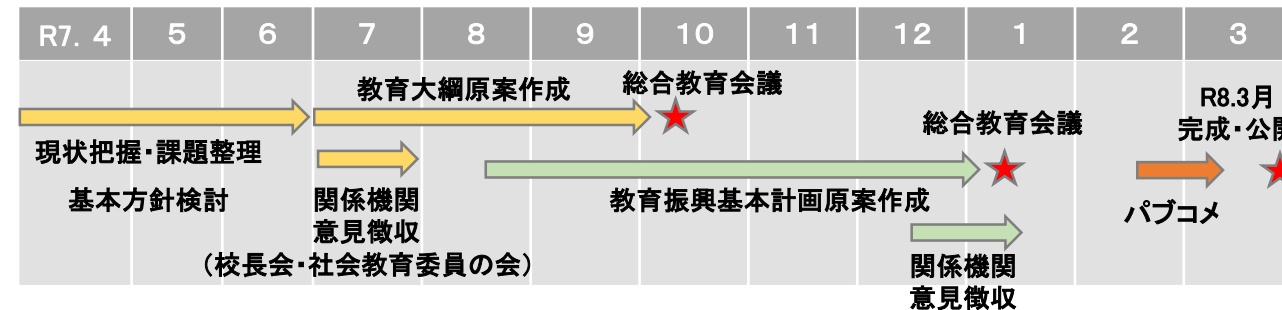 R7. 4 5 6 7 8 9 10 11 12 1 2 3
教育大綱原案作成
総合教育会議
R8.3月
完成・公開
総合教育会議
現状把握・課題整理
基本方針検討
関係機関
意見徴収
（校長会・社会教育委員の会）
教育振興基本計画原案作成
関係機関
意見徴収
パブコメ